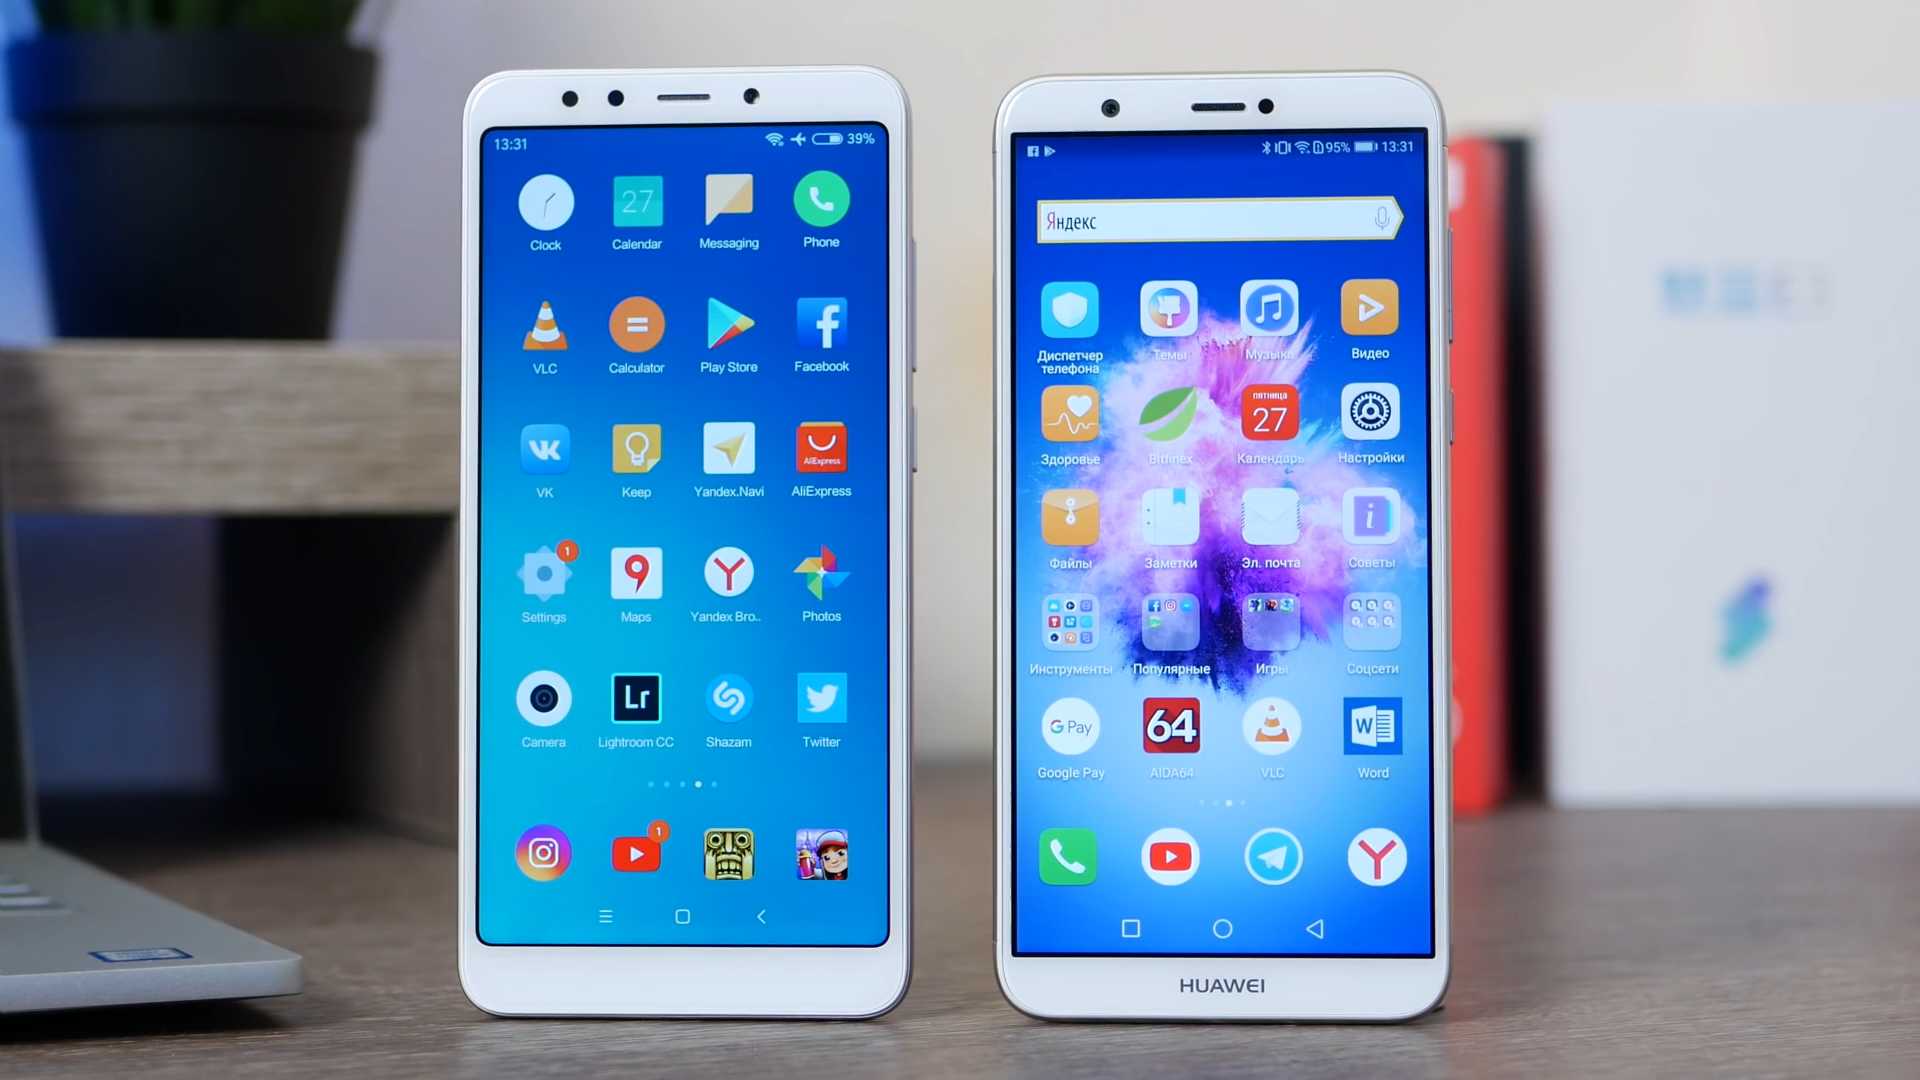 13:31
39%
27
Clock
Calendar
Messaging
Phone
VLC
Calculator
Play Store
Facebook
AliExpress
VK
Keep
Yandex.Navi
AliExpress
1
Settings
Maps
Yandex Bro..
Photos
Lr
Camera
Lightroom CC
Shazam
Twitter
1
95%
13:31
Яндекс
Диспетчер
телефона
Темы
Музыка
Видео
пятница
27
Здоровье
Bitfinex
Календарь
Настройки
Файлы
Заметки
Эл. почта
Советы
Инструменты
Популярные
Игры
Соцсети
G Pay
64
W
Google Pay
AIDA64
VLC
Word
HUAWEI